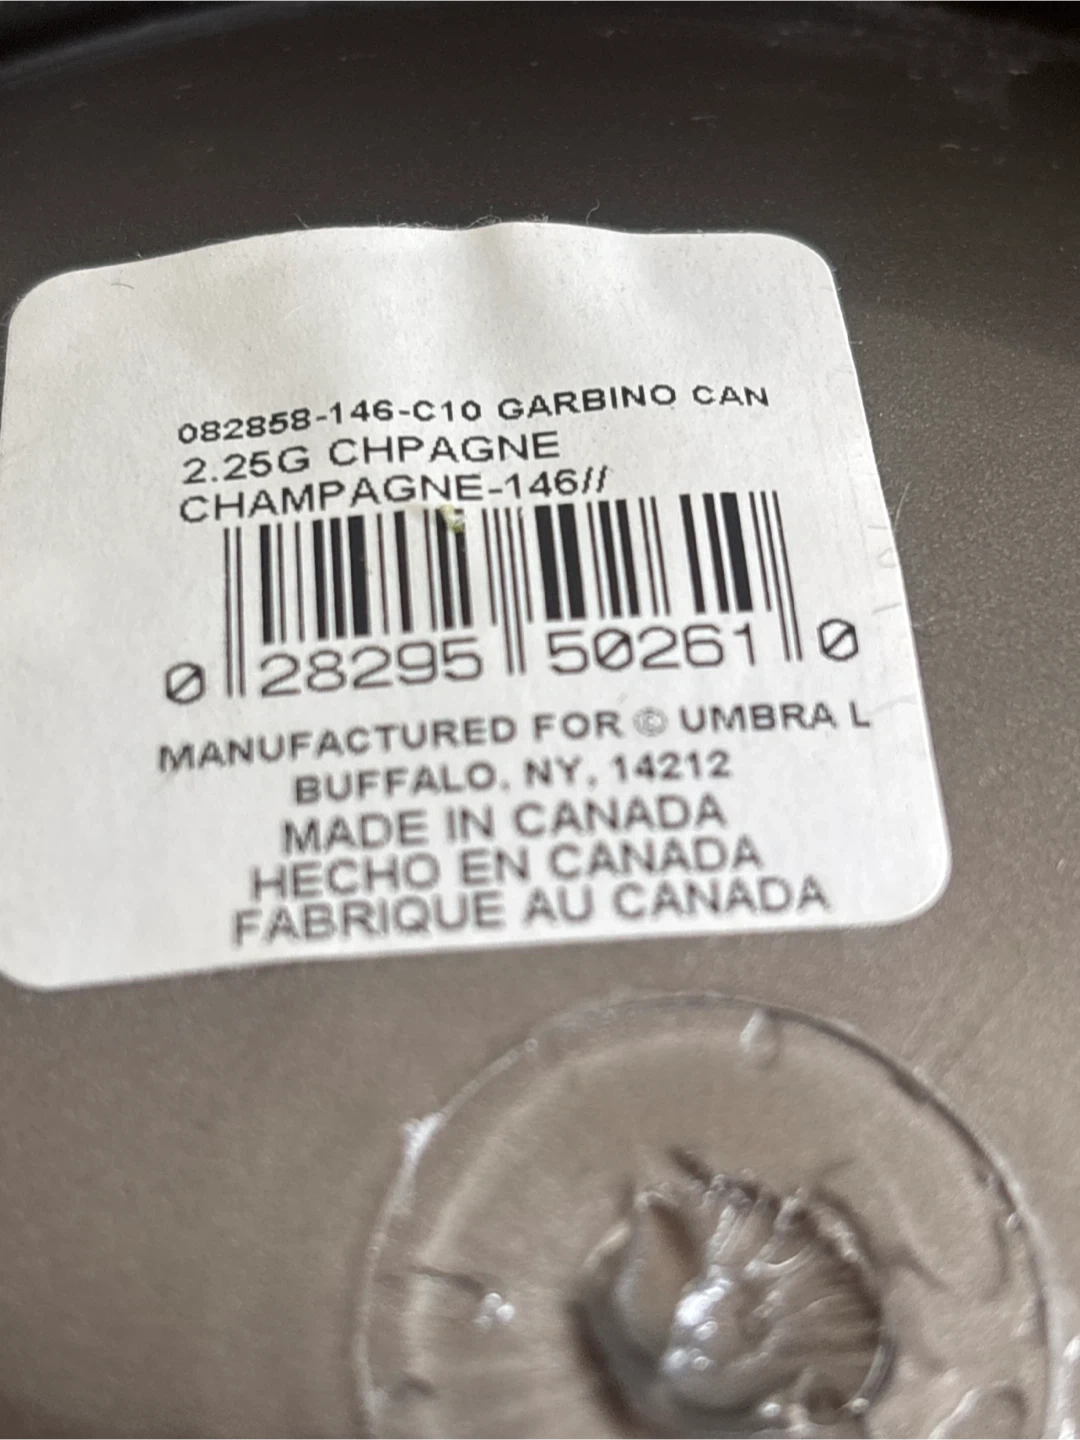 082858-146-C10 GARBINO CAN
2.25G CHPAGNE
CHAMPAGNE-146//
0 28295 50261 0
MANUFACTURED FOR © UMBRA L
BUFFALO, NY, 14212
MADE IN CANADA
HECHO EN CANADA
FABRIQUE AU CANADA